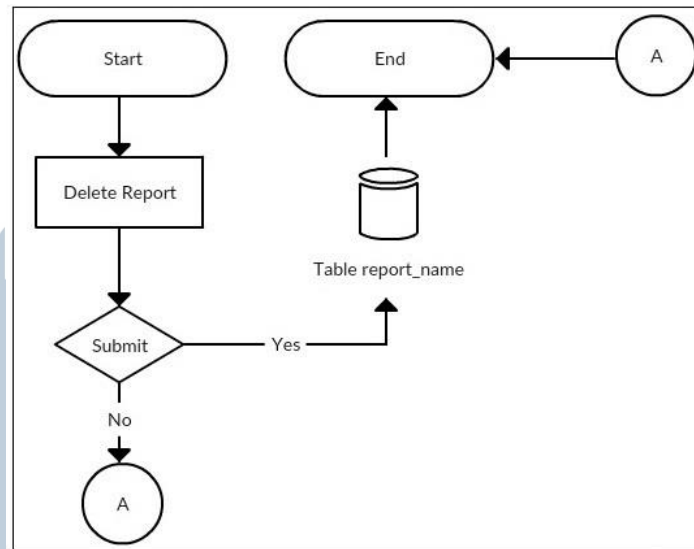 Start
End
A
Delete Report
Table report_name
Submit
Yes
No
A